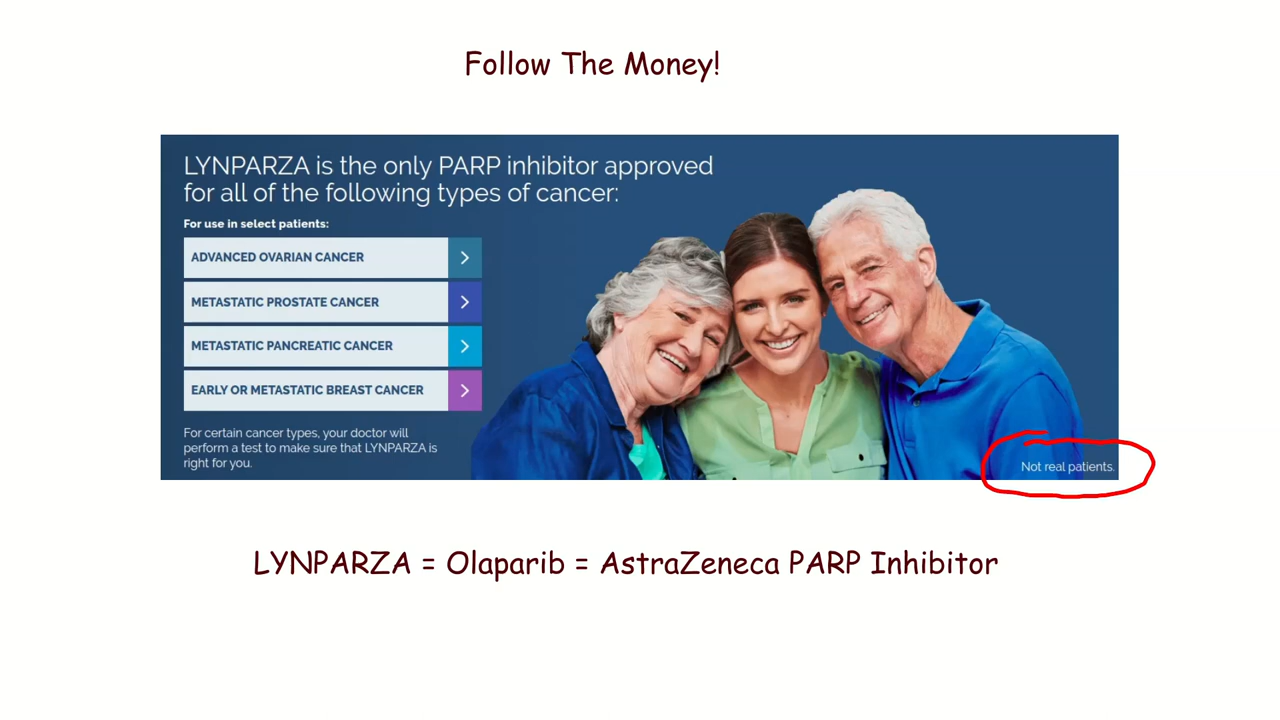 Follow The Money!
LYNPARZA is the only PARP inhibitor approved
for all of the following types of cancer:
For use in select patients:
ADVANCED OVARIAN CANCER
METASTATIC PROSTATE CANCER
METASTATIC PANCREATIC CANCER
EARLY OR METASTATIC BREAST CANCER
For certain cancer types, your doctor will
perform a test to make sure that LYNPARZA is
right for you.
Not real patients.
LYNPARZA = Olaparib = AstraZeneca PARP Inhibitor